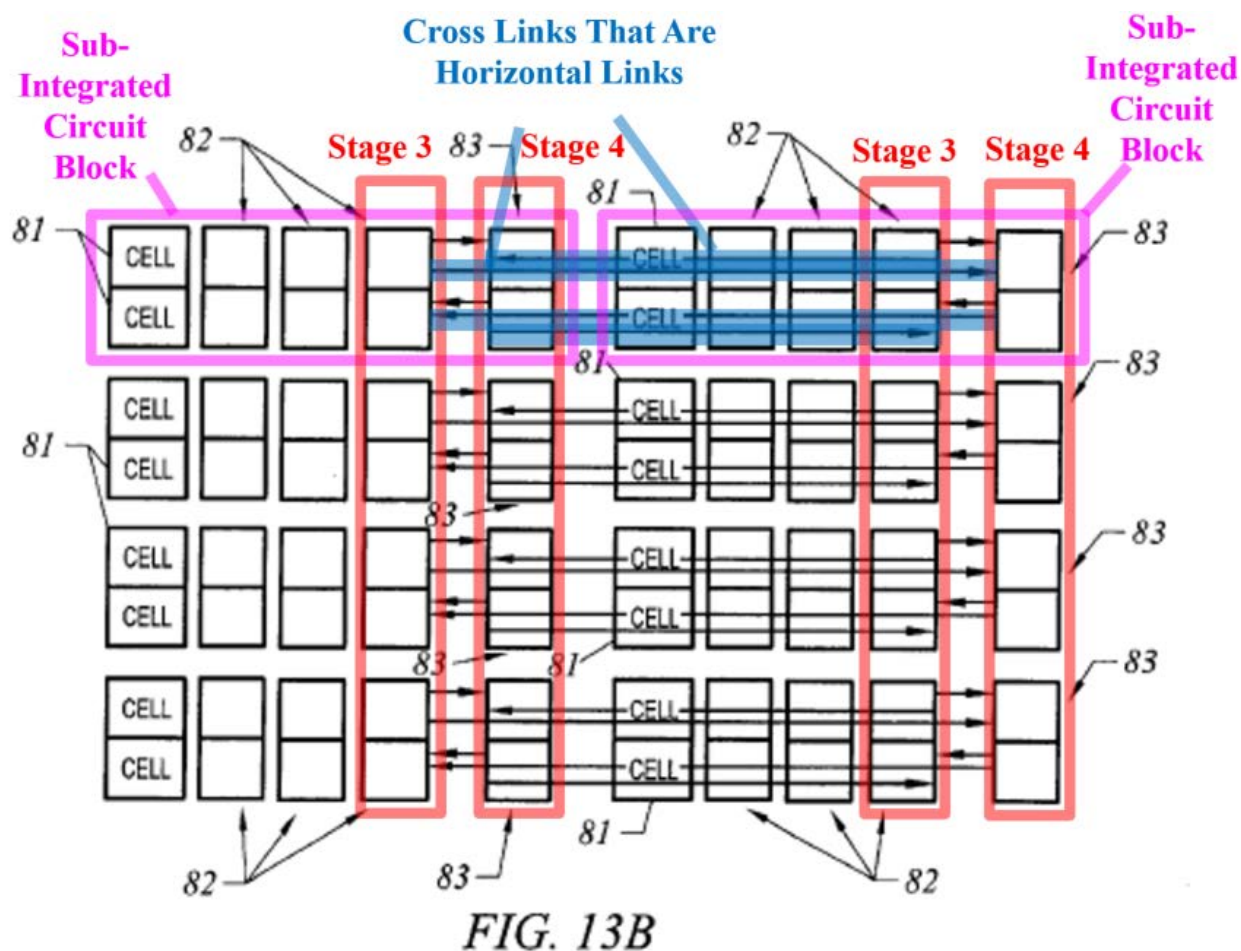 Cross Links That Are
Horizontal Links
Sub-
Integrated
Circuit
Block
Sub-
Integrated
Circuit
Block
82 Stage 3 83 Stage 4 82 Stage 3 Stage 4
81 81 83
CELL CELL
CELL CELL
81 83
CELL CELL
81 CELL CELL
83 83
CELL CELL
CELL CELL
83 81 83
CELL CELL
CELL CELL
81
82 83 82
FIG. 13B